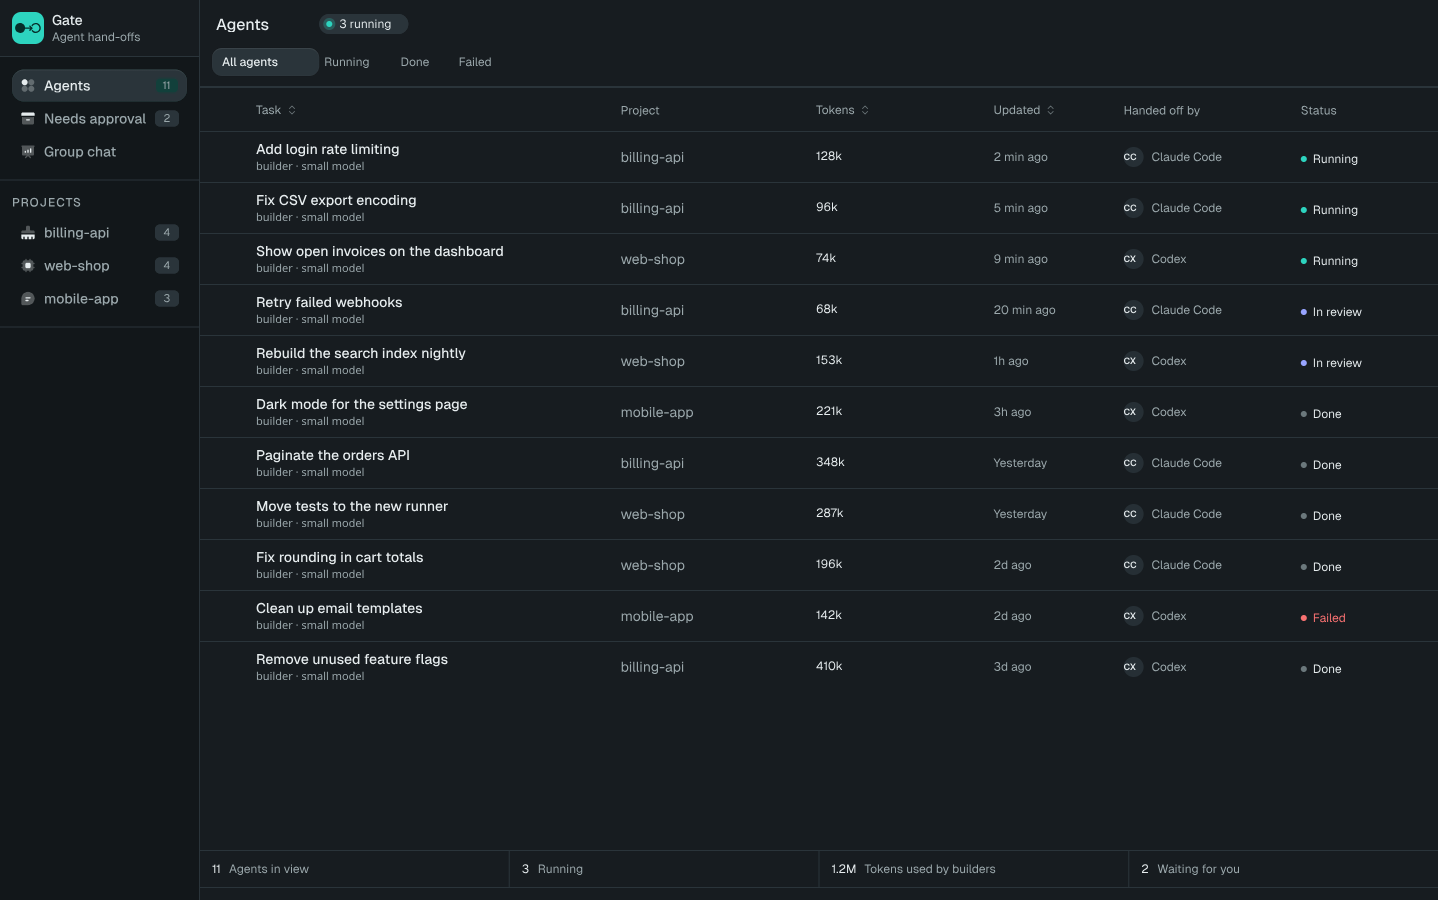 Gate
Agent hand-offs
Agents 11
Needs approval 2
Group chat
PROJECTS
billing-api 4
web-shop 4
mobile-app 3
Agents 3 running
All agents Running Done Failed
Task Project Tokens Updated Handed off by Status
Add login rate limiting
builder · small model
billing-api 128k 2 min ago CC Claude Code Running
Fix CSV export encoding
builder · small model
billing-api 96k 5 min ago CC Claude Code Running
Show open invoices on the dashboard
builder · small model
web-shop 74k 9 min ago CX Codex Running
Retry failed webhooks
builder · small model
billing-api 68k 20 min ago CC Claude Code In review
Rebuild the search index nightly
builder · small model
web-shop 153k 1h ago CX Codex In review
Dark mode for the settings page
builder · small model
mobile-app 221k 3h ago CX Codex Done
Paginate the orders API
builder · small model
billing-api 348k Yesterday CC Claude Code Done
Move tests to the new runner
builder · small model
web-shop 287k Yesterday CC Claude Code Done
Fix rounding in cart totals
builder · small model
web-shop 196k 2d ago CC Claude Code Done
Clean up email templates
builder · small model
mobile-app 142k 2d ago CX Codex Failed
Remove unused feature flags
builder · small model
billing-api 410k 3d ago CX Codex Done
11 Agents in view
3 Running
1.2M Tokens used by builders
2 Waiting for you